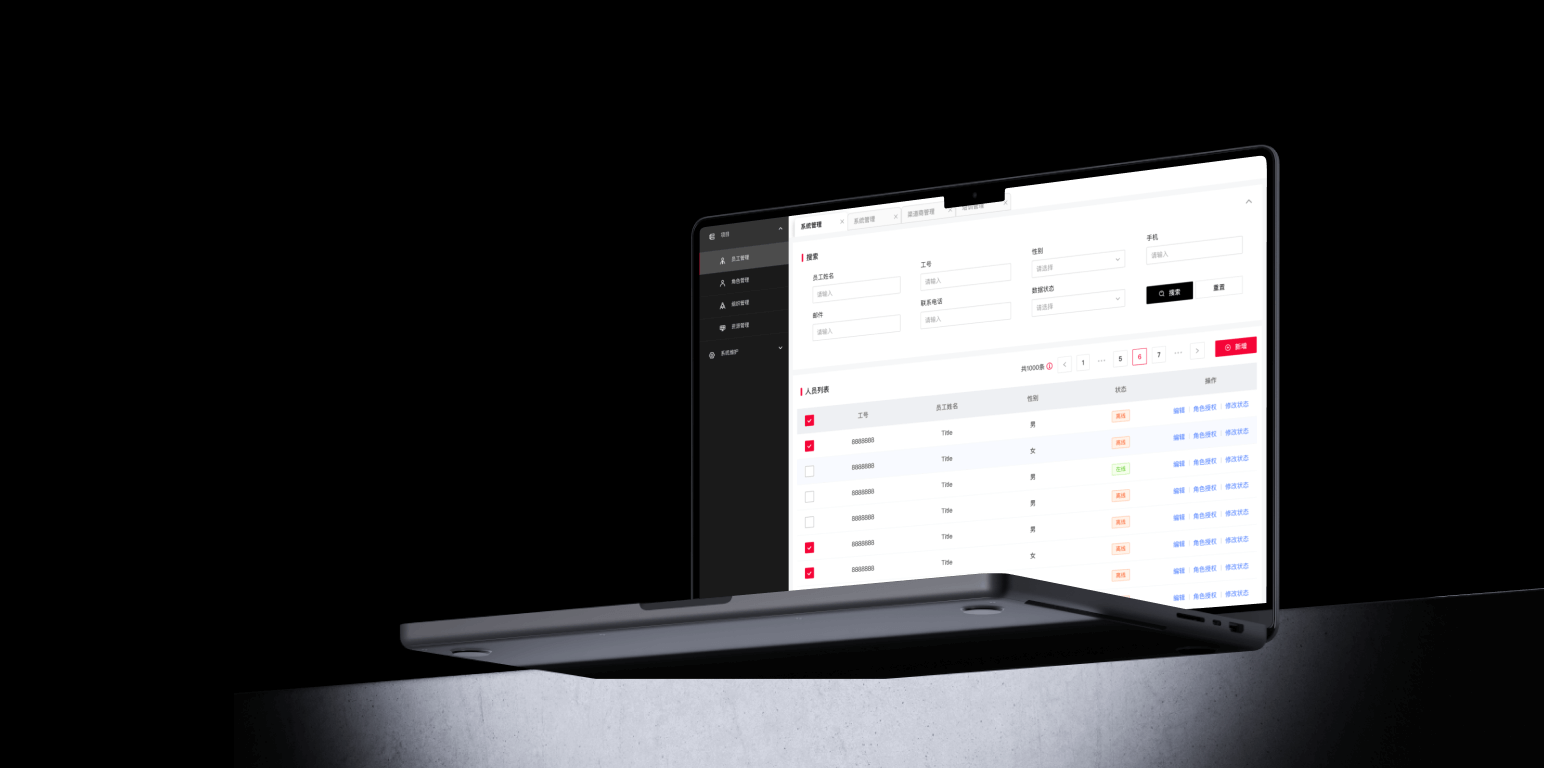 项目
员工管理
角色管理
组织管理
资源管理
系统维护
系统管理
系统管理
渠道商管理
搜索
员工姓名
请输入
工号
请输入
性别
请选择
手机
请输入
邮件
请输入
联系电话
请输入
数据状态
请选择
搜索
重置
共1000条
1 ··· 5 6 7 ···
新增
人员列表
工号 员工姓名 性别 状态 操作
8888888 Title 男 离线 编辑 角色授权 修改状态
8888888 Title 女 离线 编辑 角色授权 修改状态
8888888 Title 男 在线 编辑 角色授权 修改状态
8888888 Title 男 离线 编辑 角色授权 修改状态
8888888 Title 男 离线 编辑 角色授权 修改状态
8888888 Title 女 离线 编辑 角色授权 修改状态
离线 编辑 角色授权 修改状态
编辑 角色授权 修改状态